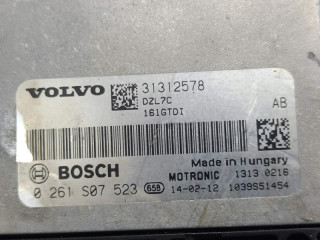 VOLVO 31312578
DZL7C
161GTDI AB
BOSCH Made in Hungary
MOTRONIC 1313 0216
0 261 S07 523 658 14-02-12 1039S51454